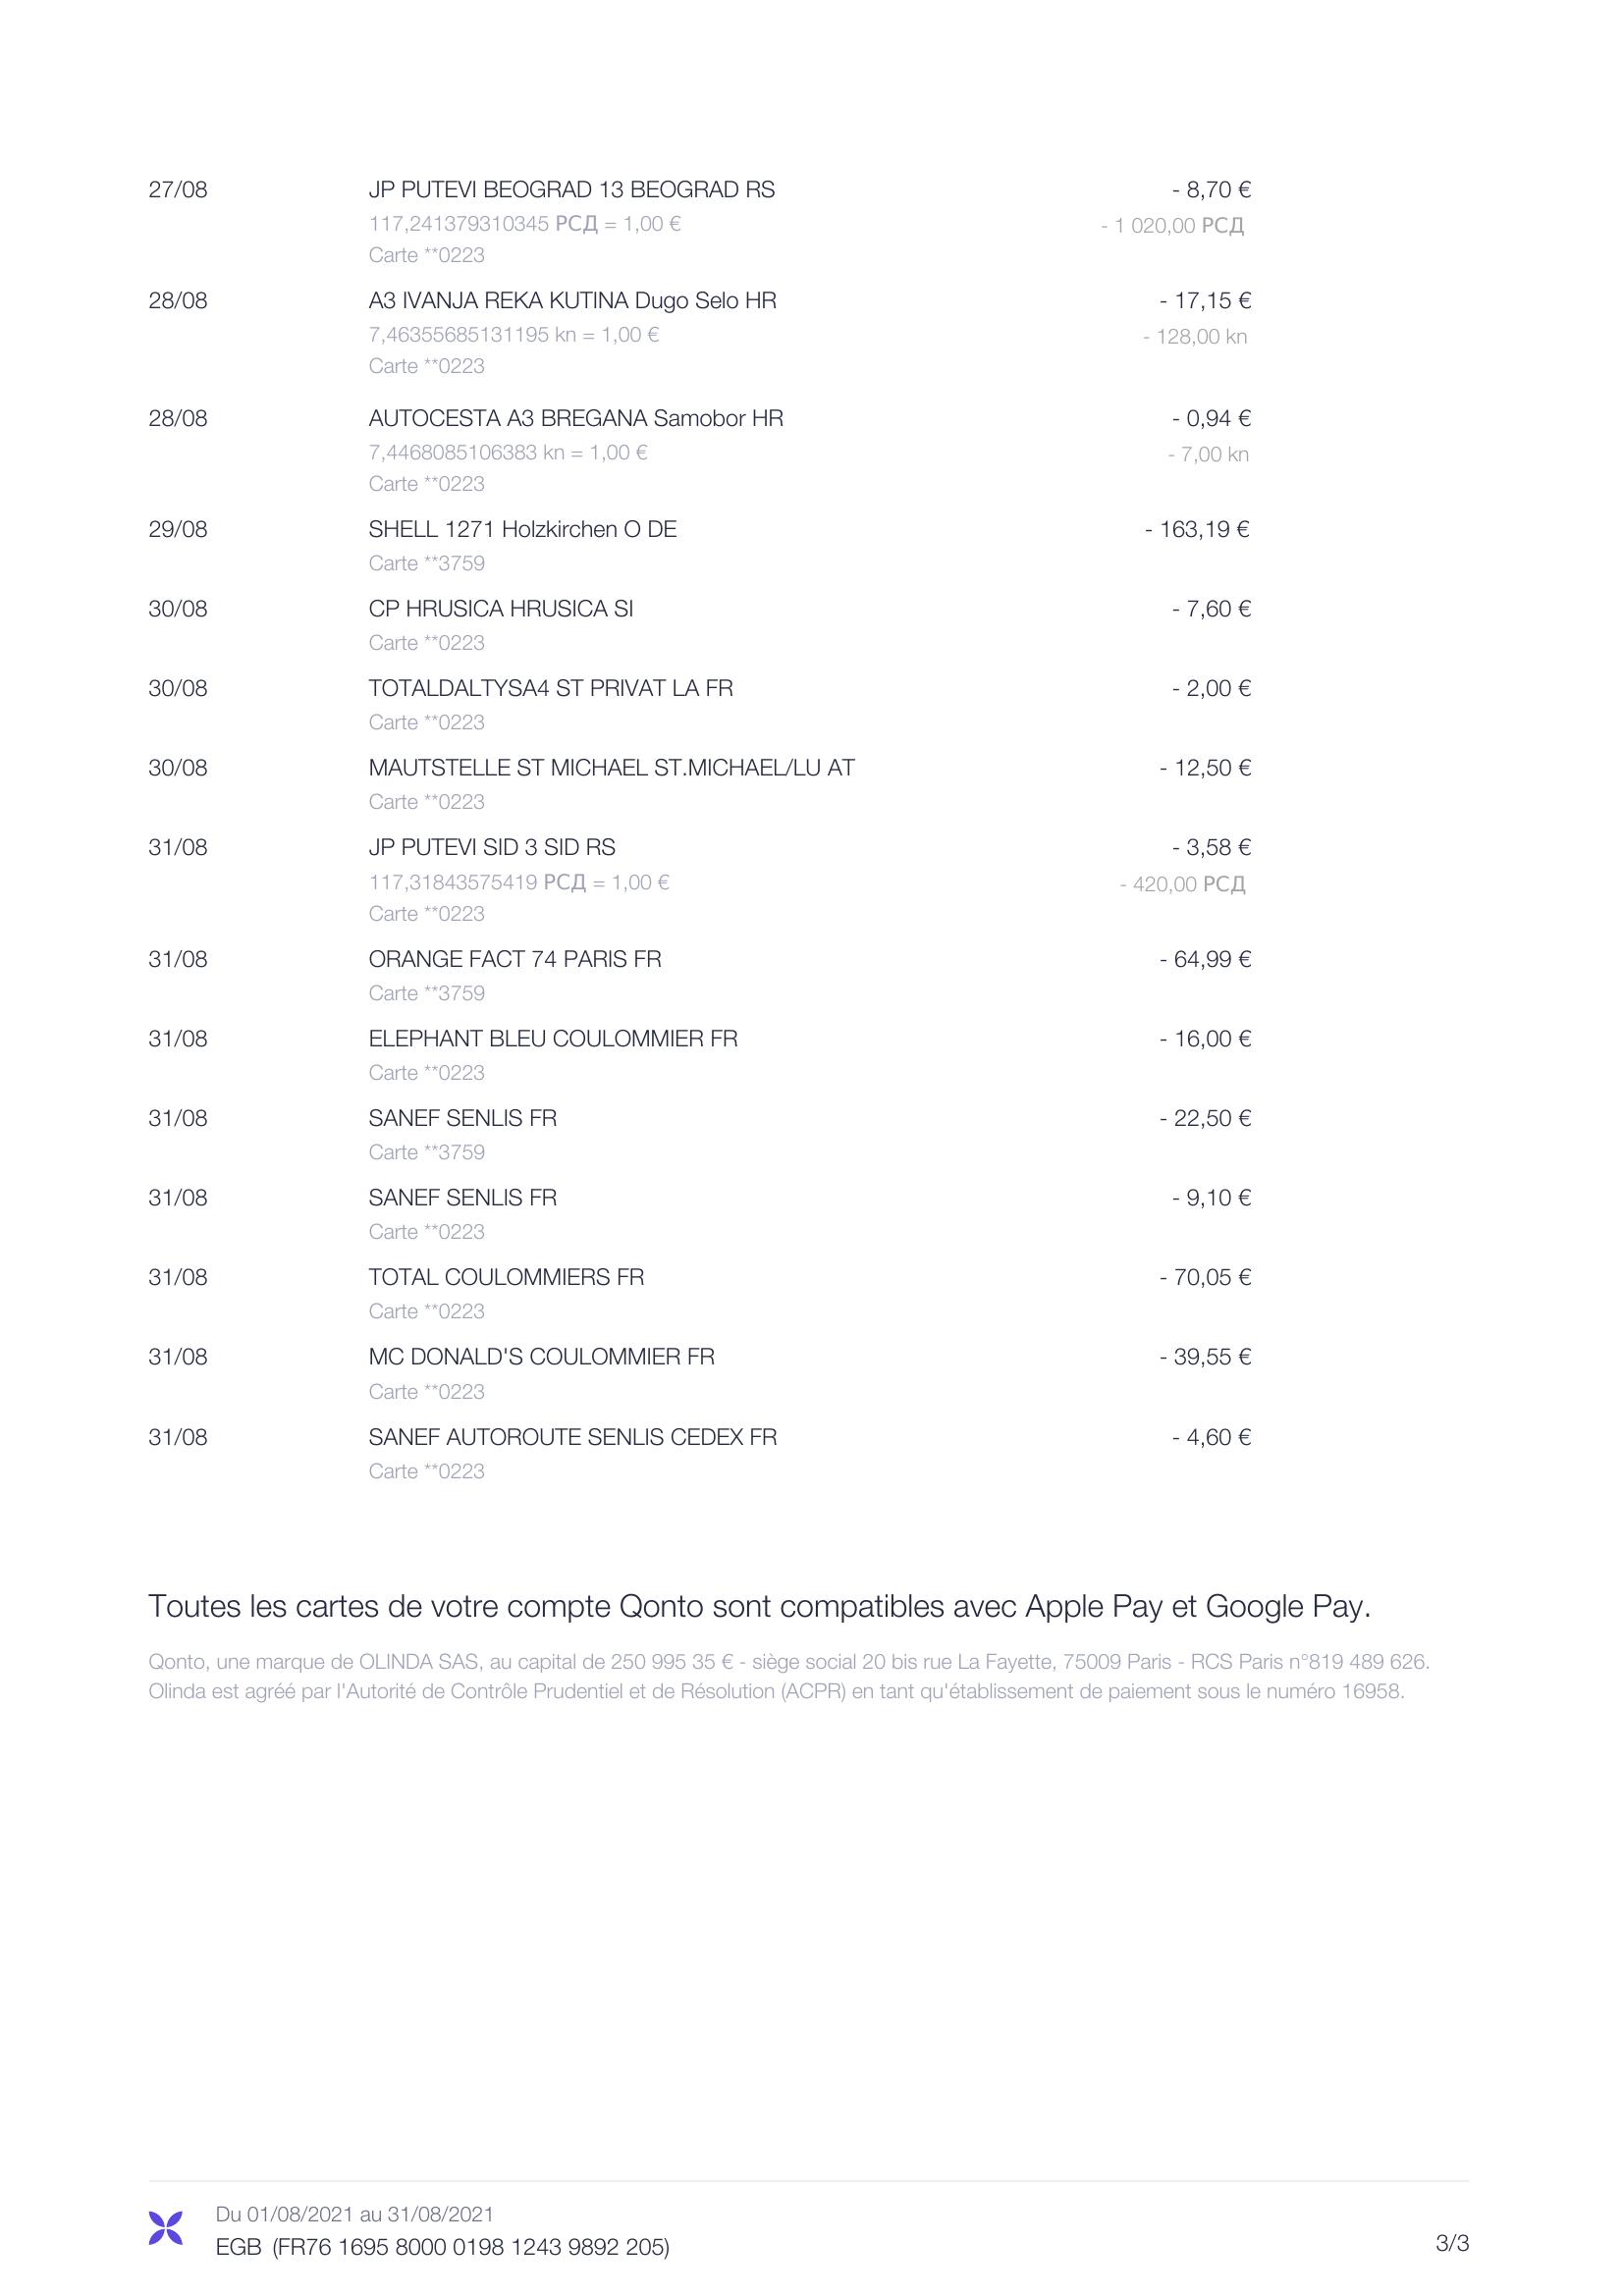 27/08 JP PUTEVI BEOGRAD 13 BEOGRAD RS - 8,70 €
117,241379310345 РСД = 1,00 € - 1 020,00 РСД
Carte **0223
28/08 A3 IVANJA REKA KUTINA Dugo Selo HR - 17,15 €
7,46355685131195 kn = 1,00 € - 128,00 kn
Carte **0223
28/08 AUTOCESTA A3 BREGANA Samobor HR - 0,94 €
7,4468085106383 kn = 1,00 € - 7,00 kn
Carte **0223
29/08 SHELL 1271 Holzkirchen O DE - 163,19 €
Carte **3759
30/08 CP HRUSICA HRUSICA SI - 7,60 €
Carte **0223
30/08 TOTALDALTYSA4 ST PRIVAT LA FR - 2,00 €
Carte **0223
30/08 MAUTSTELLE ST MICHAEL ST.MICHAEL/LU AT - 12,50 €
Carte **0223
31/08 JP PUTEVI SID 3 SID RS - 3,58 €
117,31843575419 РСД = 1,00 € - 420,00 РСД
Carte **0223
31/08 ORANGE FACT 74 PARIS FR - 64,99 €
Carte **3759
31/08 ELEPHANT BLEU COULOMMIER FR - 16,00 €
Carte **0223
31/08 SANEF SENLIS FR - 22,50 €
Carte **3759
31/08 SANEF SENLIS FR - 9,10 €
Carte **0223
31/08 TOTAL COULOMMIERS FR - 70,05 €
Carte **0223
31/08 MC DONALD'S COULOMMIER FR - 39,55 €
Carte **0223
31/08 SANEF AUTOROUTE SENLIS CEDEX FR - 4,60 €
Carte **0223
Toutes les cartes de votre compte Qonto sont compatibles avec Apple Pay et Google Pay.
Qonto, une marque de OLINDA SAS, au capital de 250 995 35 € - siège social 20 bis rue La Fayette, 75009 Paris - RCS Paris n°819 489 626.
Olinda est agréé par l'Autorité de Contrôle Prudentiel et de Résolution (ACPR) en tant qu'établissement de paiement sous le numéro 16958.
Du 01/08/2021 au 31/08/2021
EGB (FR76 1695 8000 0198 1243 9892 205) 3/3